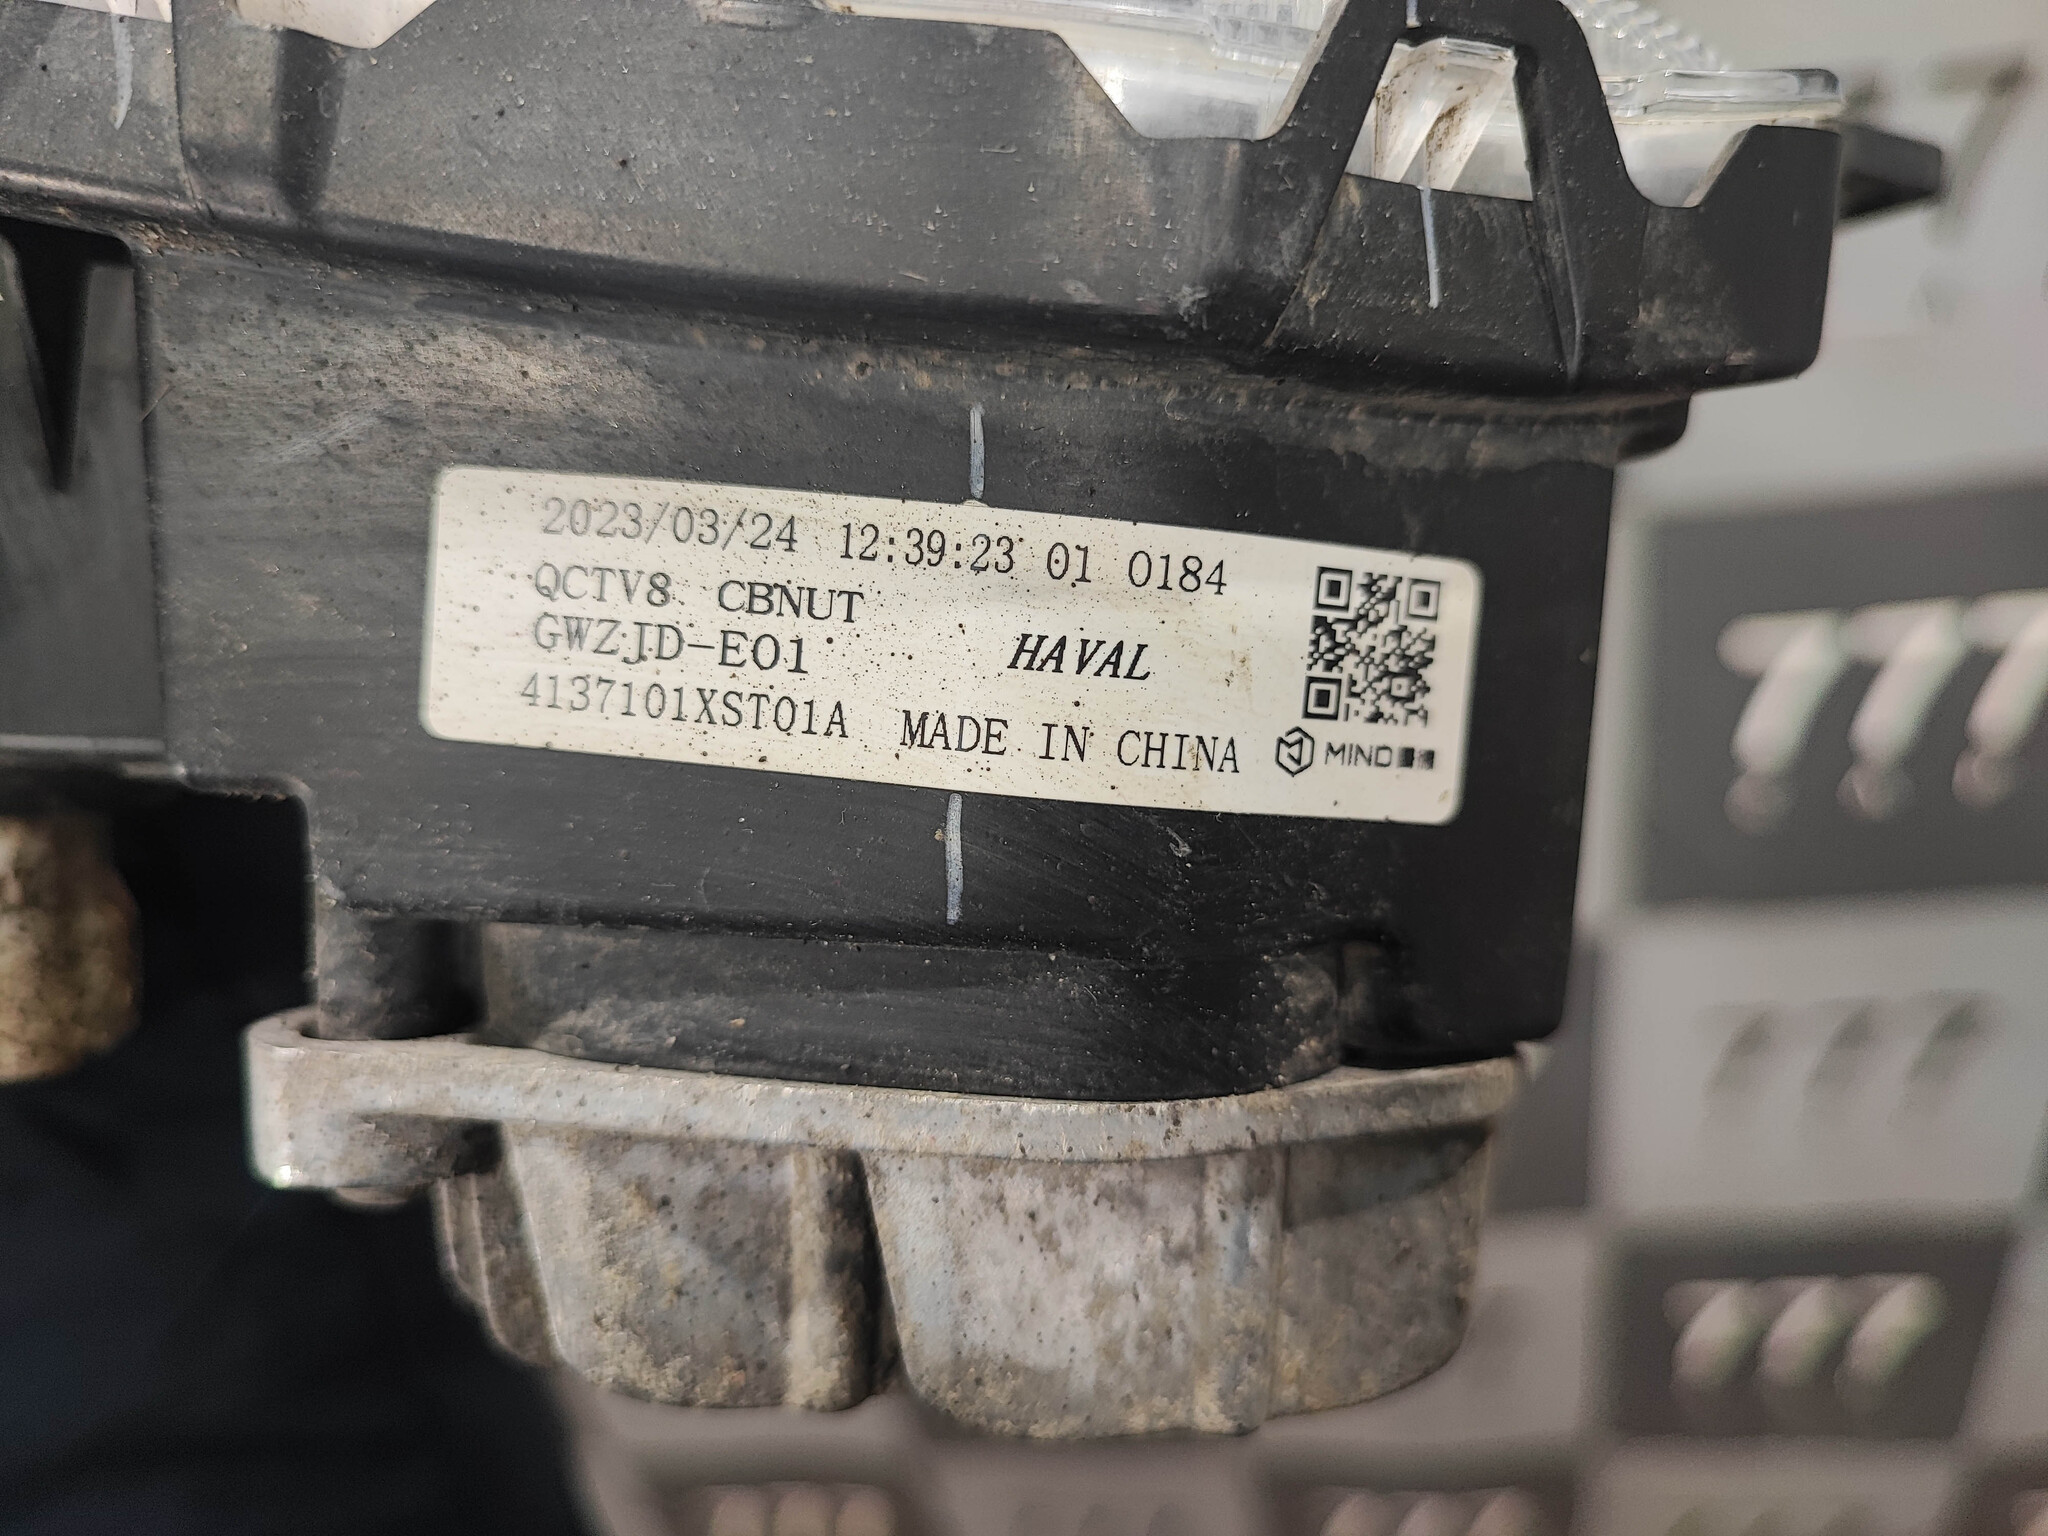 2023/03/24 12:39:23 01 0184
QCTV8 CBNUT
GWZJD-E01
HAVAL
4137101XST01A MADE IN CHINA
MIND